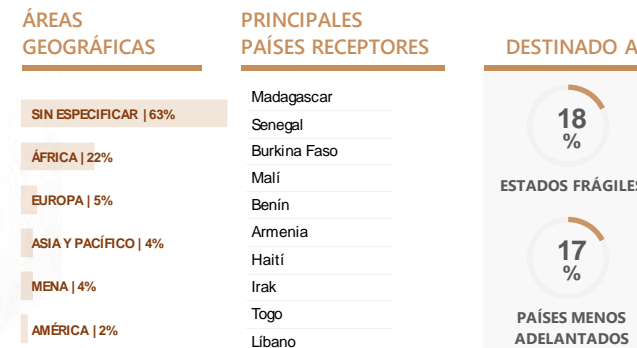 ÁREAS
GEOGRÁFICAS
SIN ESPECIFICAR | 63%
ÁFRICA | 22%
EUROPA | 5%
ASIA Y PACÍFICO | 4%
MENA | 4%
AMÉRICA | 2%
PRINCIPALES
PAÍSES RECEPTORES
Madagascar
Senegal
Burkina Faso
Malí
Benín
Armenia
Haití
Irak
Togo
Líbano
DESTINADO A
18
%
ESTADOS FRÁGILES
17
%
PAÍSES MENOS
ADELANTADOS